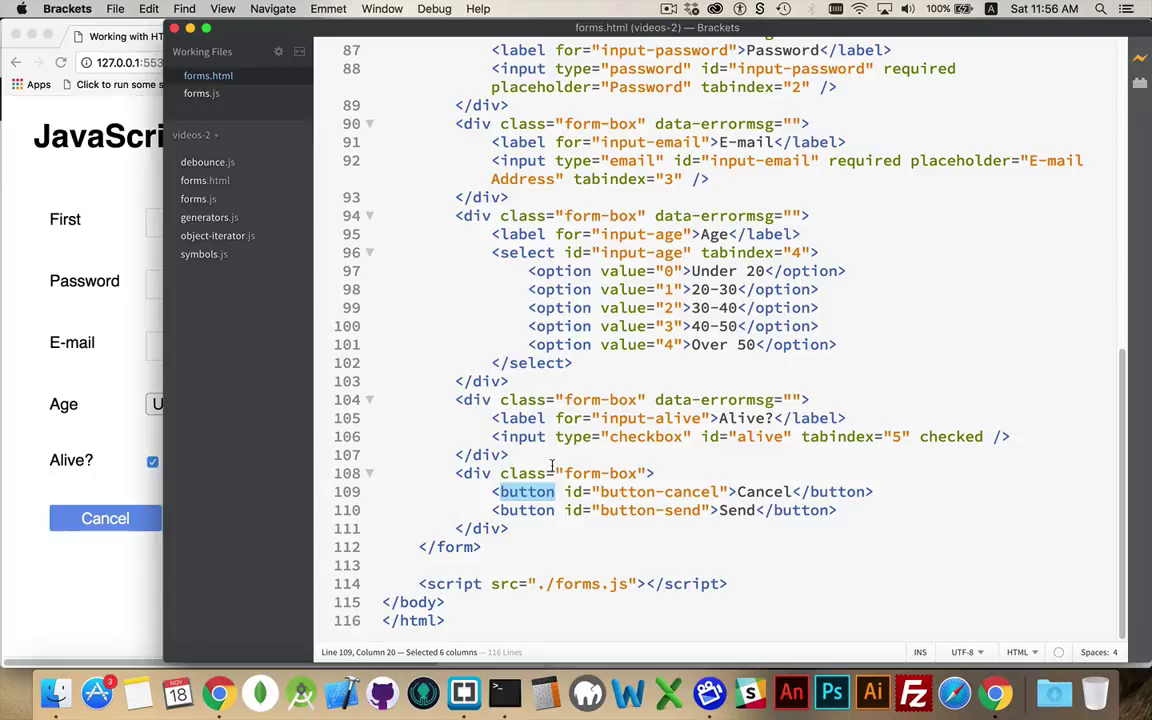 Brackets File Edit Find View Navigate Emmet Window Debug Help 100% Sat 11:56 AM
Working with HT
forms.html (videos-2) — Brackets
127.0.0.1:553
Apps Click to run some s
JavaScri
First
Password
E-mail
Age
U
Alive?
Cancel
Working Files
forms.html
forms.js
videos-2
debounce.js
forms.html
forms.js
generators.js
object-iterator.js
symbols.js
87 <label for="input-password">Password</label>
88 <input type="password" id="input-password" required
placeholder="Password" tabindex="2" />
89 </div>
90 <div class="form-box" data-errormsg="">
91 <label for="input-email">E-mail</label>
92 <input type="email" id="input-email" required placeholder="E-mail
Address" tabindex="3" />
93 </div>
94 <div class="form-box" data-errormsg="">
95 <label for="input-age">Age</label>
96 <select id="input-age" tabindex="4">
97 <option value="0">Under 20</option>
98 <option value="1">20-30</option>
99 <option value="2">30-40</option>
100 <option value="3">40-50</option>
101 <option value="4">Over 50</option>
102 </select>
103 </div>
104 <div class="form-box" data-errormsg="">
105 <label for="input-alive">Alive?</label>
106 <input type="checkbox" id="alive" tabindex="5" checked />
107 </div>
108 <div class="form-box">
109 <button id="button-cancel">Cancel</button>
110 <button id="button-send">Send</button>
111 </div>
112 </form>
113
114 <script src="./forms.js"></script>
115 </body>
116 </html>
Line 109, Column 20 — Selected 6 columns — 116 Lines INS UTF-8 HTML Spaces: 4
3 NOV 18 W X S An Ps Ai Fz